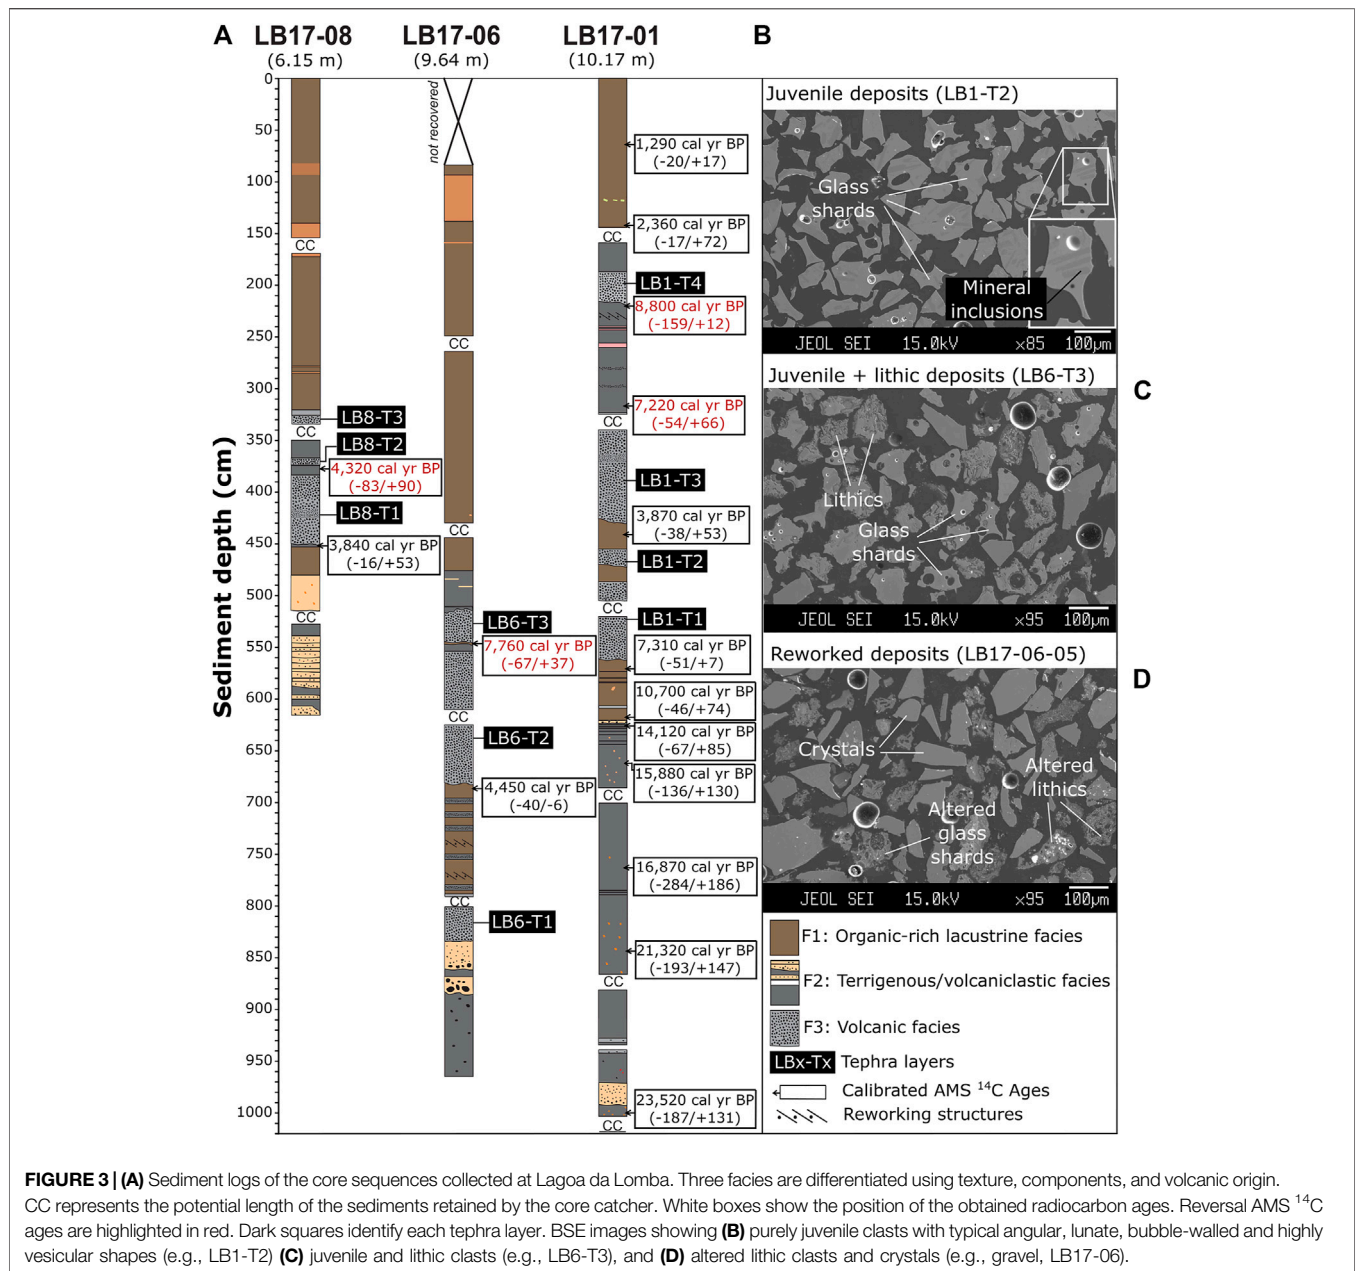 A
LB17-08
(6.15 m)
LB17-06
(9.64 m)
LB17-01
(10.17 m)
B
Sediment depth (cm)
0
50
100
150
200
250
300
350
400
450
500
550
600
650
700
750
800
850
900
950
1000
CC
LB8-T3
CC
LB8-T2
4,320 cal yr BP
(-83/+90)
LB8-T1
3,840 cal yr BP
(-16/+53)
CC
not recovered
CC
CC
LB6-T3
7,760 cal yr BP
(-67/+37)
CC
LB6-T2
4,450 cal yr BP
(-40/-6)
CC
LB6-T1
1,290 cal yr BP
(-20/+17)
2,360 cal yr BP
(-17/+72)
CC
LB1-T4
8,800 cal yr BP
(-159/+12)
7,220 cal yr BP
(-54/+66)
CC
LB1-T3
3,870 cal yr BP
(-38/+53)
LB1-T2
CC
LB1-T1
7,310 cal yr BP
(-51/+7)
10,700 cal yr BP
(-46/+74)
14,120 cal yr BP
(-67/+85)
15,880 cal yr BP
(-136/+130)
CC
16,870 cal yr BP
(-284/+186)
21,320 cal yr BP
(-193/+147)
CC
23,520 cal yr BP
(-187/+131)
CC
Juvenile deposits (LB1-T2)
Glass
shards
Mineral
inclusions
JEOL SEI 15.0kV ×85 100µm
Juvenile + lithic deposits (LB6-T3)
C
Lithics
Glass
shards
JEOL SEI 15.0kV ×95 100µm
Reworked deposits (LB17-06-05)
D
Crystals
Altered
lithics
Altered
glass
shards
JEOL SEI 15.0kV ×95 100µm
F1: Organic-rich lacustrine facies
F2: Terrigenous/volcaniclastic facies
F3: Volcanic facies
LBx-Tx Tephra layers
Calibrated AMS ¹⁴C Ages
Reworking structures
FIGURE 3 | (A) Sediment logs of the core sequences collected at Lagoa da Lomba. Three facies are differentiated using texture, components, and volcanic origin.
CC represents the potential length of the sediments retained by the core catcher. White boxes show the position of the obtained radiocarbon ages. Reversal AMS ¹⁴C
ages are highlighted in red. Dark squares identify each tephra layer. BSE images showing (B) purely juvenile clasts with typical angular, lunate, bubble-walled and highly
vesicular shapes (e.g., LB1-T2) (C) juvenile and lithic clasts (e.g., LB6-T3), and (D) altered lithic clasts and crystals (e.g., gravel, LB17-06).